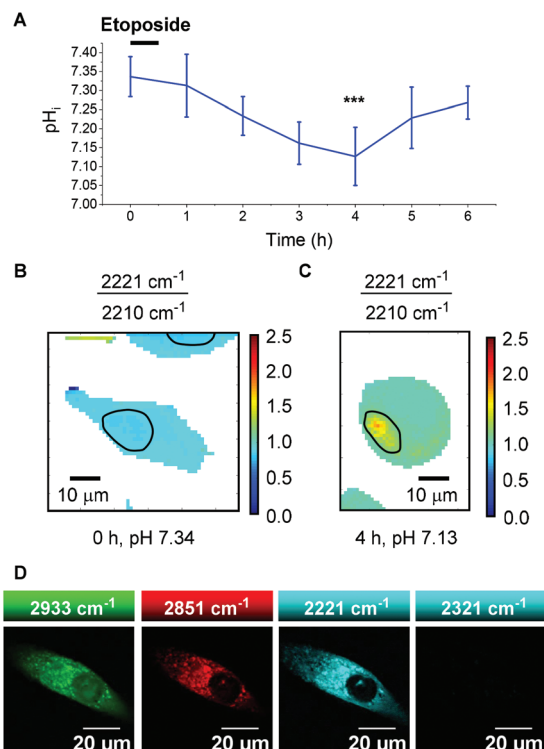 A
Etoposide
7.40
7.35
7.30
7.25
7.20
7.15
7.10
7.05
7.00
pHi
***
0 1 2 3 4 5 6
Time (h)
B
2221 cm⁻¹
2210 cm⁻¹
2.5
2.0
1.5
1.0
0.5
0.0
10 µm
0 h, pH 7.34
C
2221 cm⁻¹
2210 cm⁻¹
2.5
2.0
1.5
1.0
0.5
0.0
10 µm
4 h, pH 7.13
D
2933 cm⁻¹ 2851 cm⁻¹ 2221 cm⁻¹ 2321 cm⁻¹
20 µm 20 µm 20 µm 20 µm